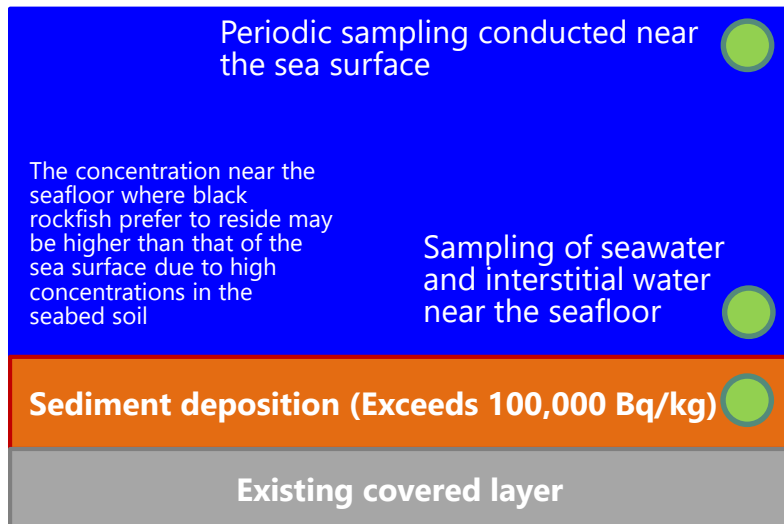 Periodic sampling conducted near
the sea surface
The concentration near the
seafloor where black
rockfish prefer to reside may
be higher than that of the
sea surface due to high
concentrations in the
seabed soil
Sampling of seawater
and interstitial water
near the seafloor
Sediment deposition (Exceeds 100,000 Bq/kg)
Existing covered layer